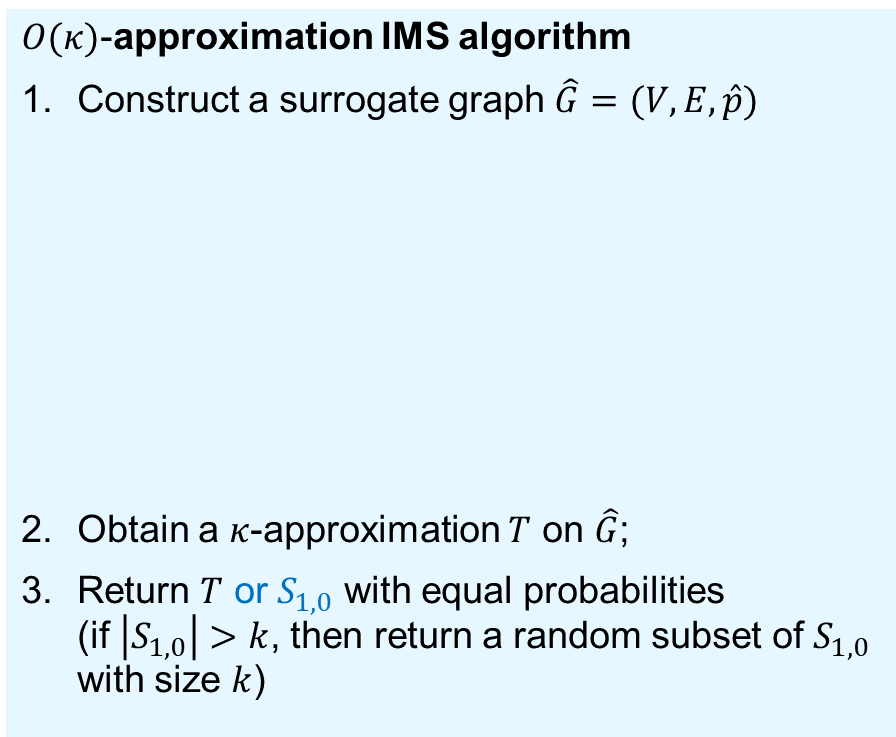 O(κ)-approximation IMS algorithm
1. Construct a surrogate graph Ĝ = (V, E, p̂)
2. Obtain a κ-approximation T on Ĝ;
3. Return T or S₁,₀ with equal probabilities
(if |S₁,₀| > k, then return a random subset of S₁,₀
with size k)